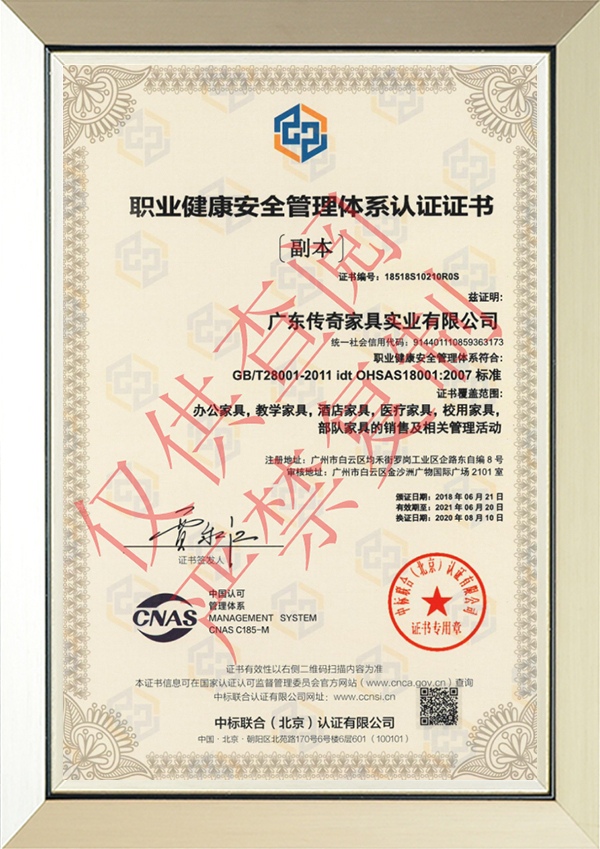 职业健康安全管理体系认证证书
〔副本〕
证书编号：18518S10210R0S
兹证明:
广东传奇家具实业有限公司
统一社会信用代码：914401110859363173
职业健康安全管理体系符合:
GB/T28001-2011 idt OHSAS18001:2007 标准
证书覆盖范围:
办公家具，教学家具，酒店家具，医疗家具，校用家具，
部队家具的销售及相关管理活动
注册地址：广州市白云区均禾街罗岗工业区企路东自编 8 号
审核地址：广州市白云区金沙洲广物国际广场 2101 室
颁证日期：2018 年 06 月 21 日
有效期至：2021 年 06 月 20 日
换证日期：2020 年 08 月 10 日
证书签发人
CNAS
中国认可
管理体系
MANAGEMENT SYSTEM
CNAS C185-M
中标联合（北京）认证有限公司
证书专用章
证书有效性以右侧二维码扫描内容为准
本证书信息可在国家认证认可监督管理委员会官方网站（www.cnca.gov.cn）查询
中标联合认证有限公司网址：www.ccnsi.cn
中标联合（北京）认证有限公司
中国 · 北京 · 朝阳区北苑路170号6号楼6层601（100101）
仅供查阅
严禁复制